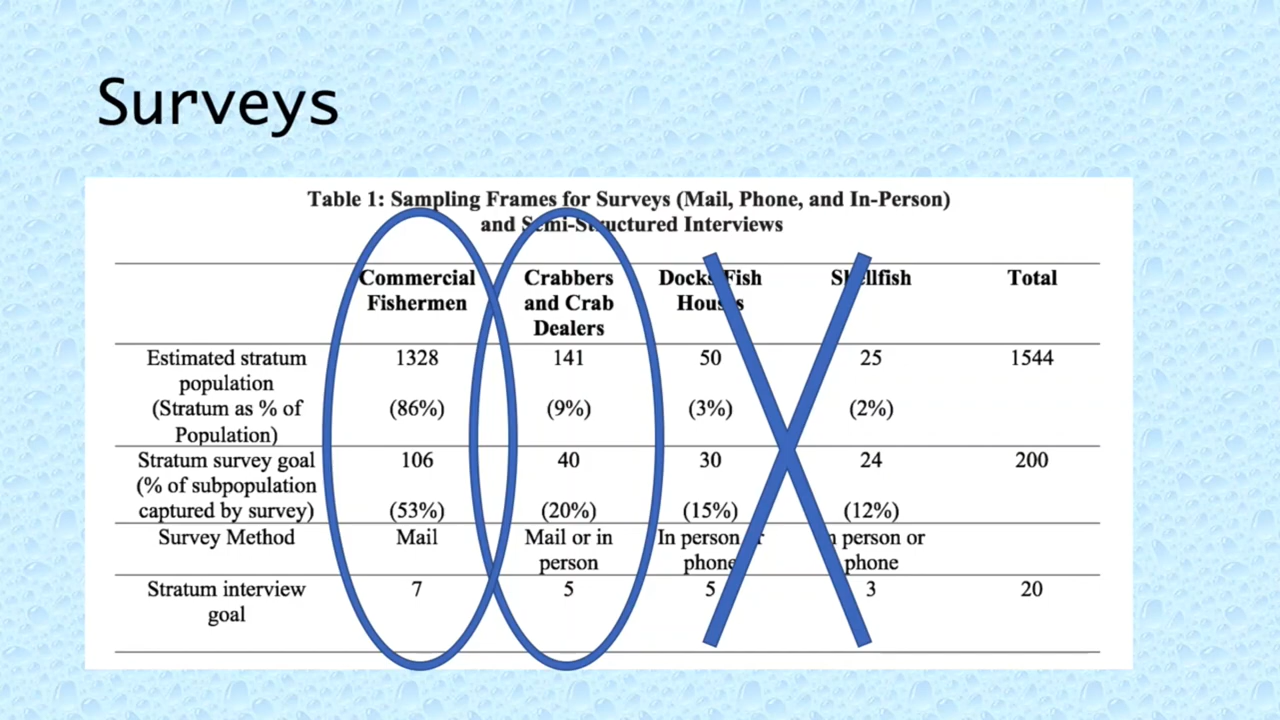 Surveys
Table 1: Sampling Frames for Surveys (Mail, Phone, and In-Person)
and Semi-Structured Interviews
Commercial Fishermen Crabbers and Crab Dealers Docks Fish Houses Shellfish Total
Estimated stratum population (Stratum as % of Population) 1328 (86%) 141 (9%) 50 (3%) 25 (2%) 1544
Stratum survey goal (% of subpopulation captured by survey) 106 (53%) 40 (20%) 30 (15%) 24 (12%) 200
Survey Method Mail Mail or in person In person or phone In person or phone
Stratum interview goal 7 5 5 3 20